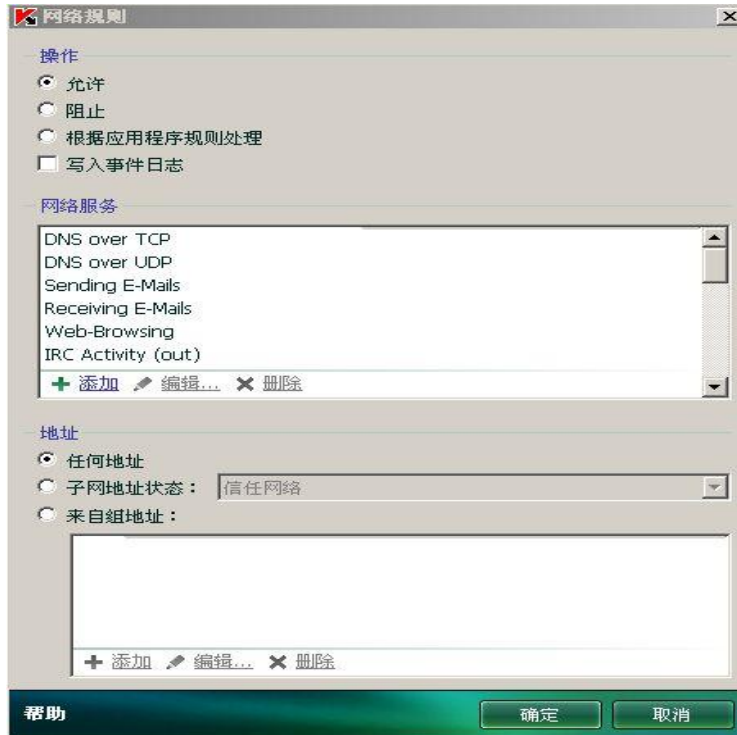 网络规则
操作
允许
阻止
根据应用程序规则处理
写入事件日志
网络服务
DNS over TCP
DNS over UDP
Sending E-Mails
Receiving E-Mails
Web-Browsing
IRC Activity (out)
添加 编辑... 删除
地址
任何地址
子网地址状态： 信任网络
来自组地址：
添加 编辑... 删除
帮助 确定 取消